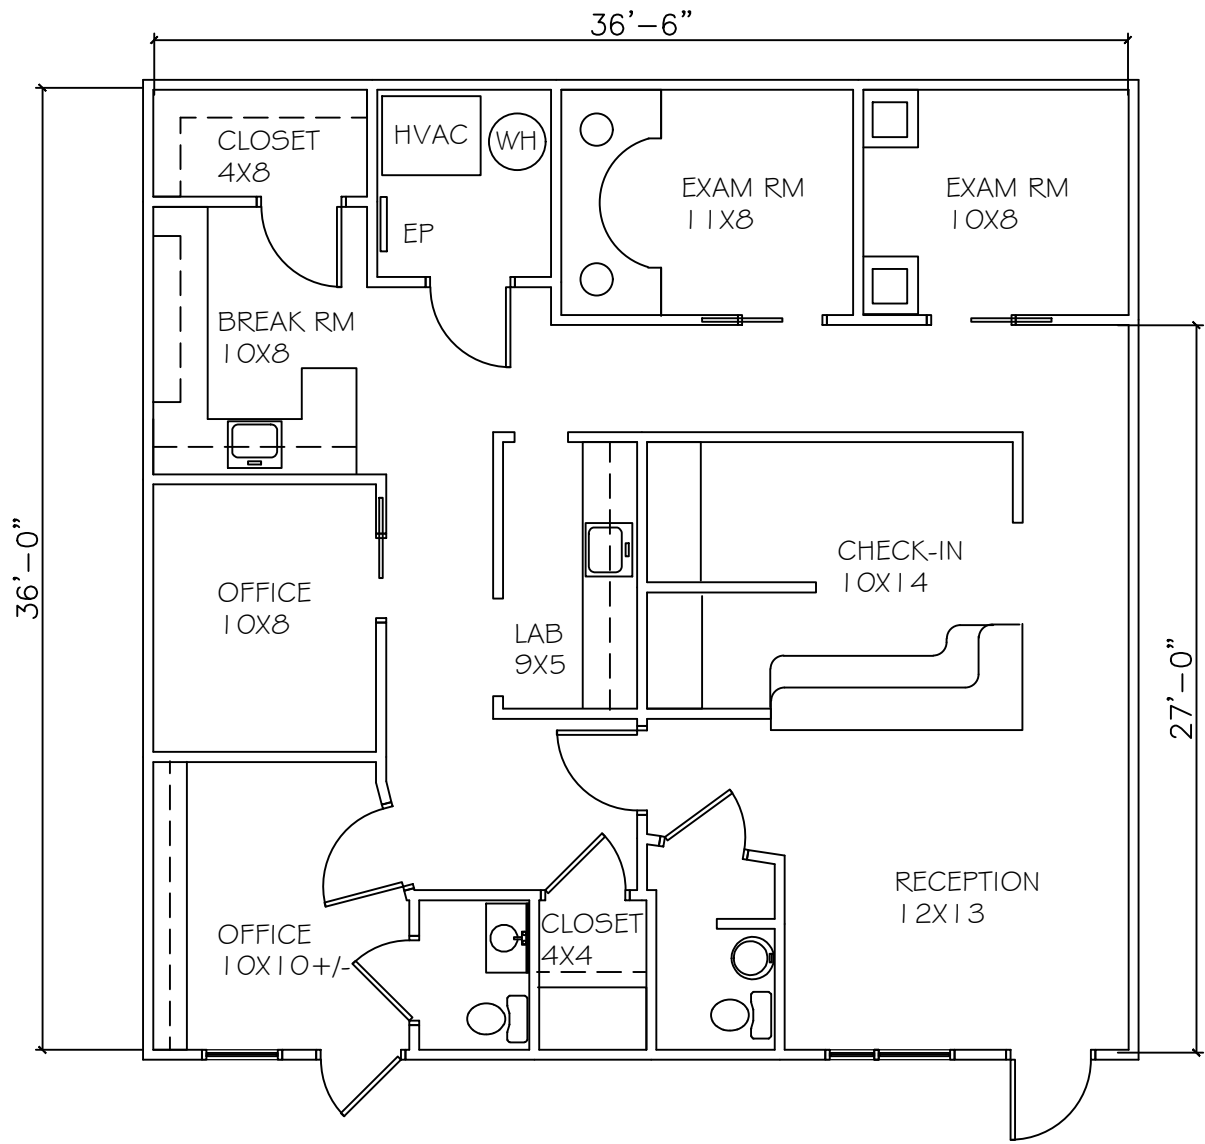 36'-6"
CLOSET
4X8
HVAC
WH
EP
EXAM RM
11X8
EXAM RM
10X8
BREAK RM
10X8
36'-0"
OFFICE
10X8
LAB
9X5
CHECK-IN
10X14
27'-0"
OFFICE
10X10+/-
CLOSET
4X4
RECEPTION
12X13